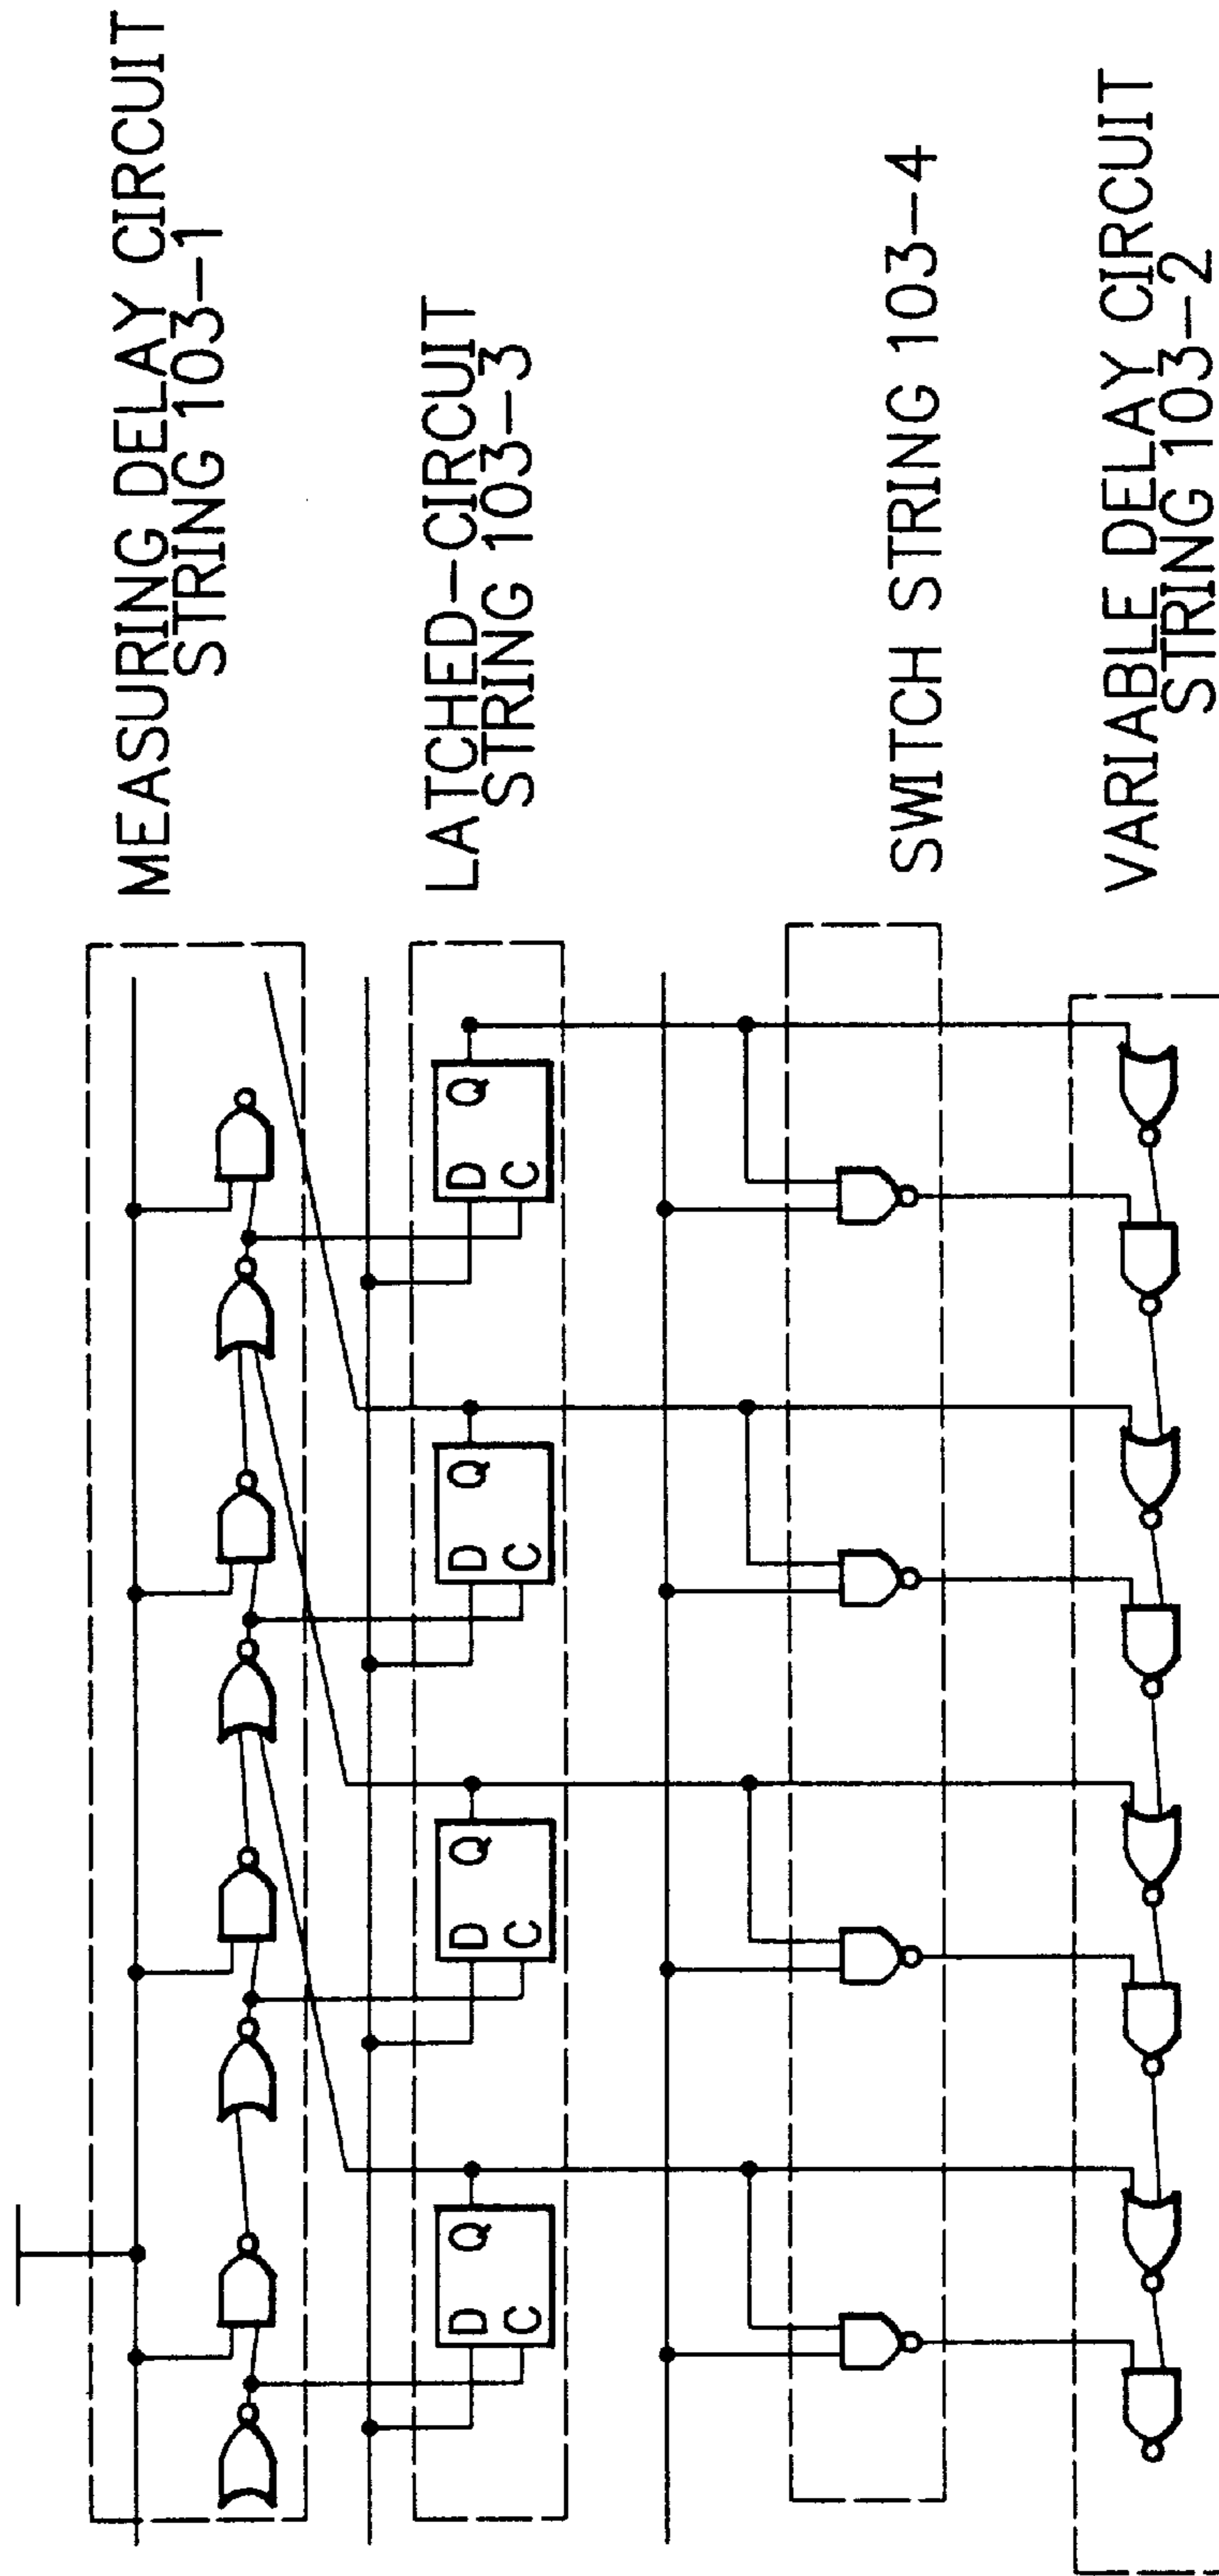 MEASURING DELAY CIRCUIT
STRING 103-1
LATCHED-CIRCUIT
STRING 103-3
SWITCH STRING 103-4
VARIABLE DELAY CIRCUIT
STRING 103-2
D Q
C
D Q
C
D Q
C
D Q
C